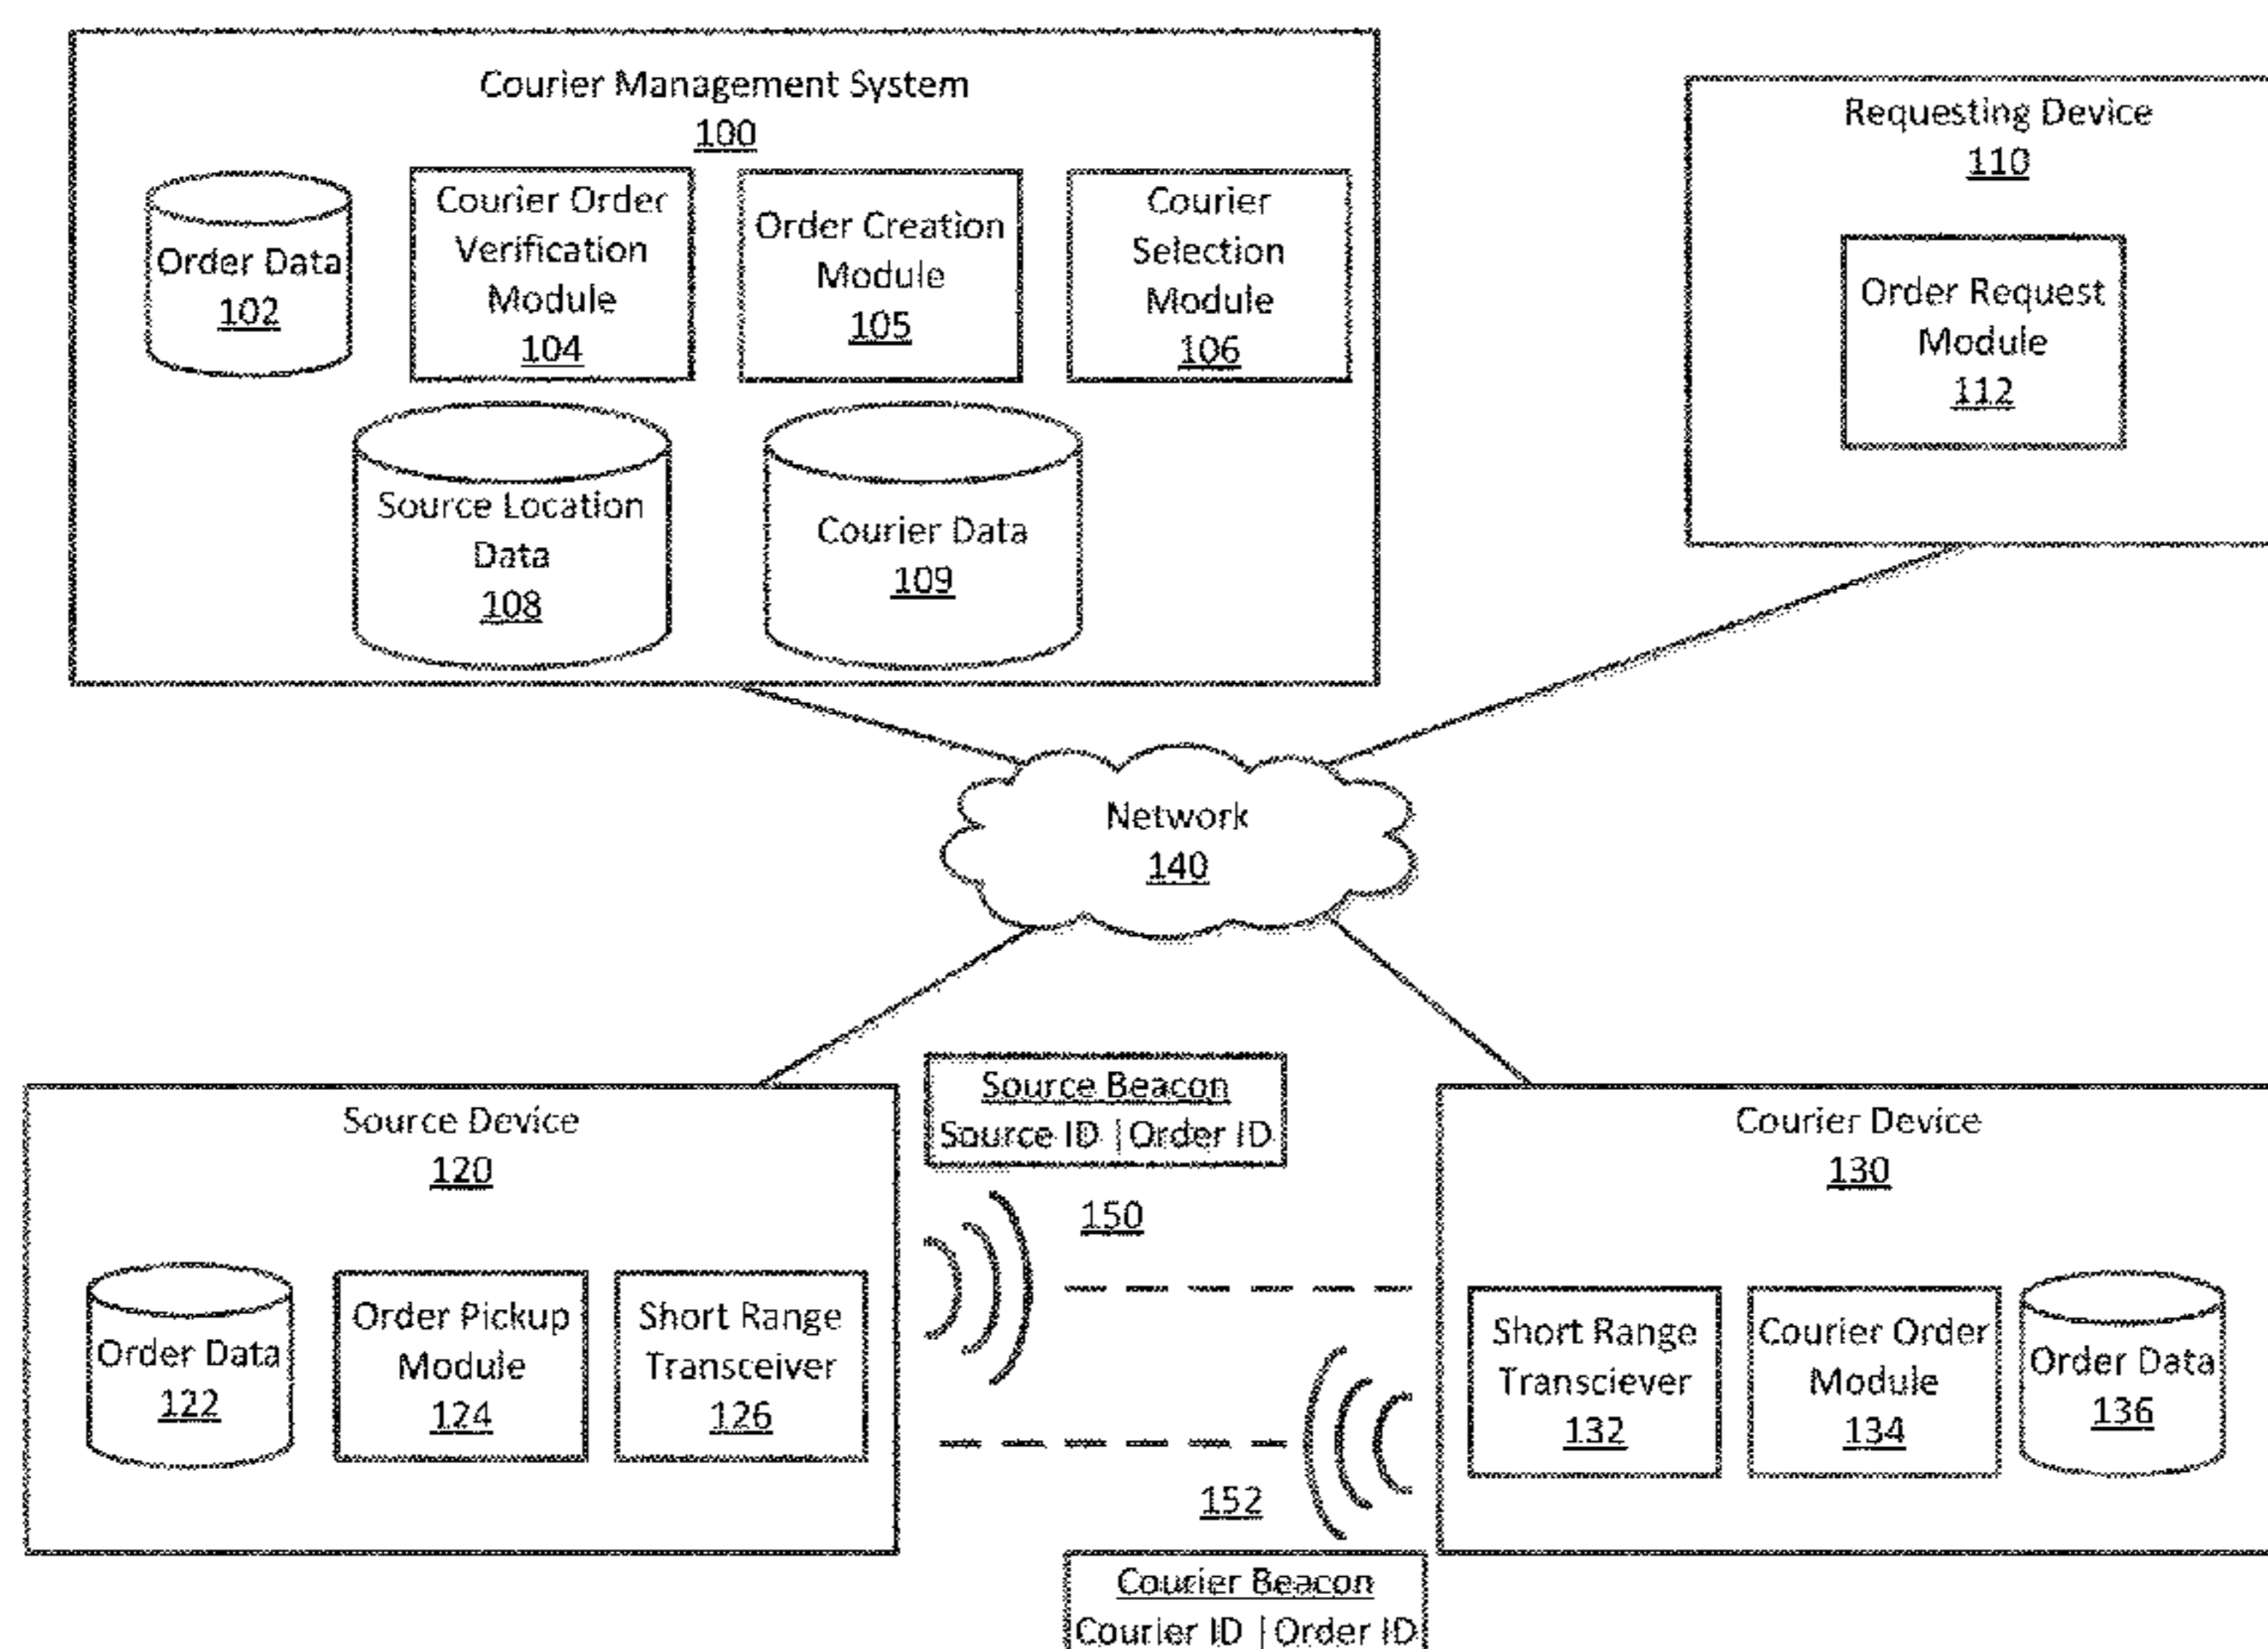 Courier Management System
100
Order Data
102
Courier Order
Verification
Module
104
Order Creation
Module
105
Courier
Selection
Module
106
Source Location
Data
108
Courier Data
109
Requesting Device
110
Order Request
Module
112
Network
140
Source Device
120
Order Data
122
Order Pickup
Module
124
Short Range
Transceiver
126
Source Beacon
Source ID | Order ID
150
152
Courier Beacon
Courier ID | Order ID
Courier Device
130
Short Range
Transciever
132
Courier Order
Module
134
Order Data
136